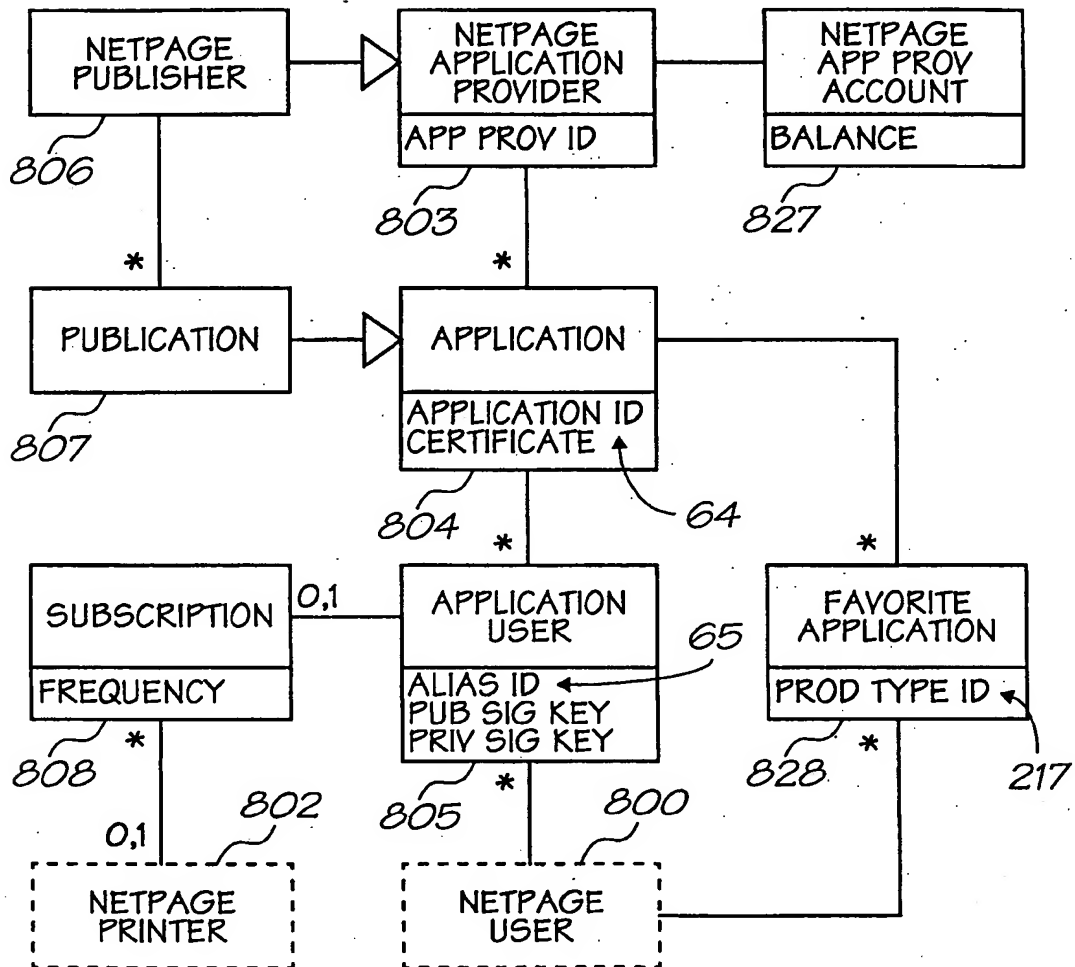 NETPAGE
PUBLISHER
NETPAGE
APPLICATION
PROVIDER
APP PROV ID
NETPAGE
APP PROV
ACCOUNT
BALANCE
806
803
827
*
*
PUBLICATION
APPLICATION
APPLICATION ID
CERTIFICATE
807
804
64
*
*
SUBSCRIPTION
FREQUENCY
0,1
APPLICATION
USER
ALIAS ID
PUB SIG KEY
PRIV SIG KEY
65
FAVORITE
APPLICATION
PROD TYPE ID
808
*
805
*
828
*
217
0,1
802
800
NETPAGE
PRINTER
NETPAGE
USER